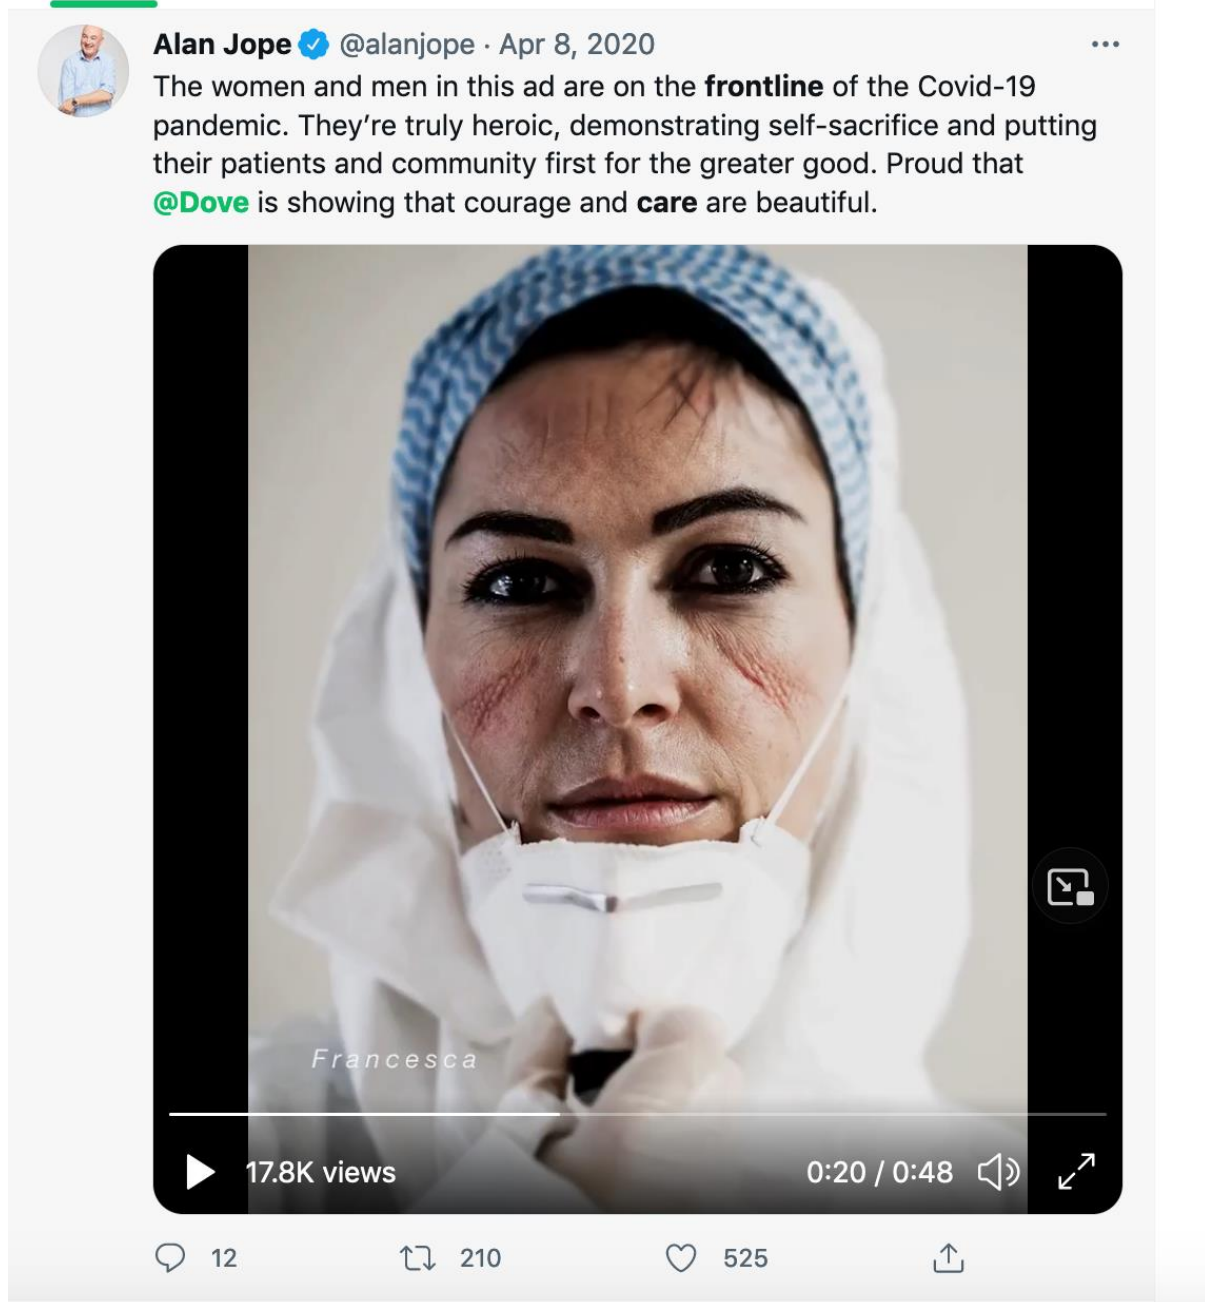 Alan Jope @alanjope · Apr 8, 2020
The women and men in this ad are on the frontline of the Covid-19
pandemic. They’re truly heroic, demonstrating self-sacrifice and putting
their patients and community first for the greater good. Proud that
@Dove is showing that courage and care are beautiful.
Francesca
17.8K views 0:20 / 0:48
12 210 525